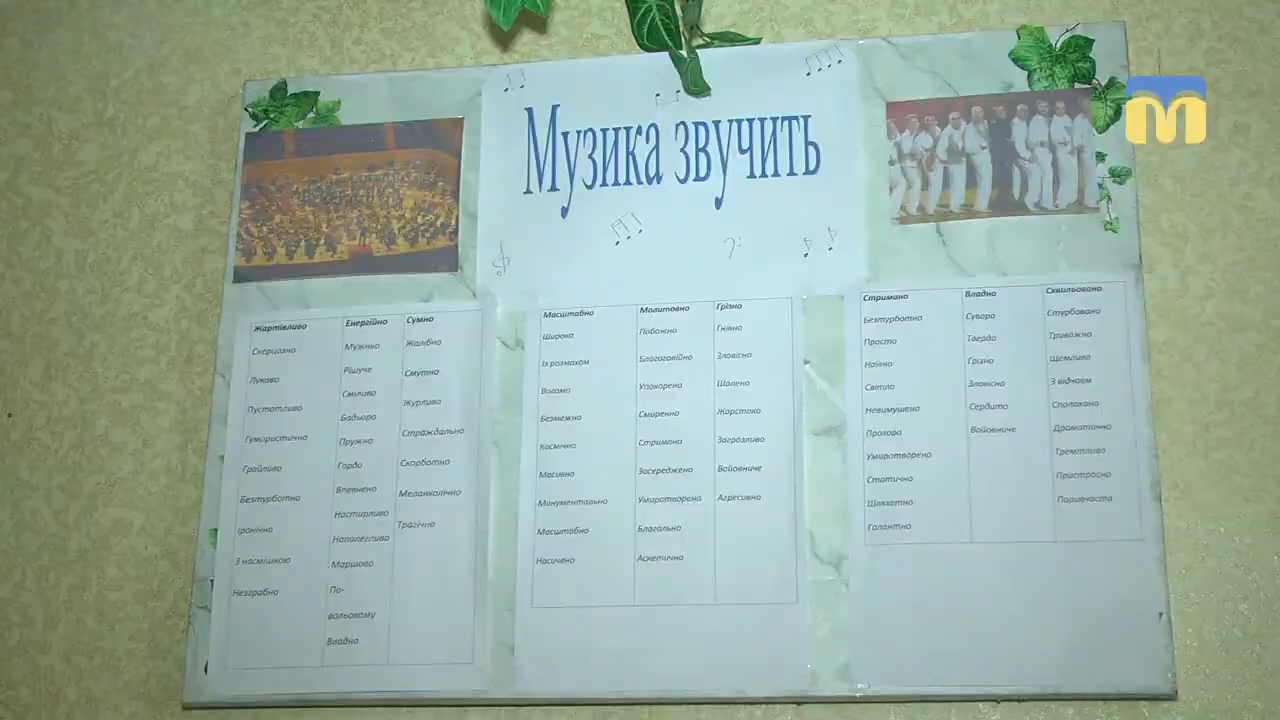 Музика звучить
Жартівливо
Скерцозно
Лукаво
Пустотливо
Гумористично
Грайливо
Безтурботно
Іронічно
З насмішкою
Незграбно
Енергійно
Мужньо
Рішуче
Сміливо
Бадьоро
Пружно
Гордо
Впевнено
Настирливо
Наполегливо
Маршово
По-
вольовому
Владно
Сумно
Жалібно
Смутно
Журливо
Страждально
Скорботно
Меланхолічно
Трагічно
Масштабно
Широко
Із розмахом
Вагомо
Безмежно
Космічно
Масивно
Монументально
Масштабно
Насичено
Молитовно
Побожно
Благоговійно
Упокорено
Смиренно
Стримано
Зосереджено
Умиротворено
Благально
Аскетично
Грізно
Гнівно
Зловісно
Шалено
Жорстоко
Загрозливо
Войовниче
Агресивно
Стримано
Безтурботно
Просто
Наївно
Світло
Невимушено
Прозоро
Умиротворено
Статично
Шляхетно
Галантно
Владно
Суворо
Твердо
Грізно
Зловісно
Сердито
Войовниче
Схвильовано
Стурбовано
Тривожно
Щемливо
З відчаєм
Сполохано
Драматично
Тремтливо
Пристрасно
Поривчасто